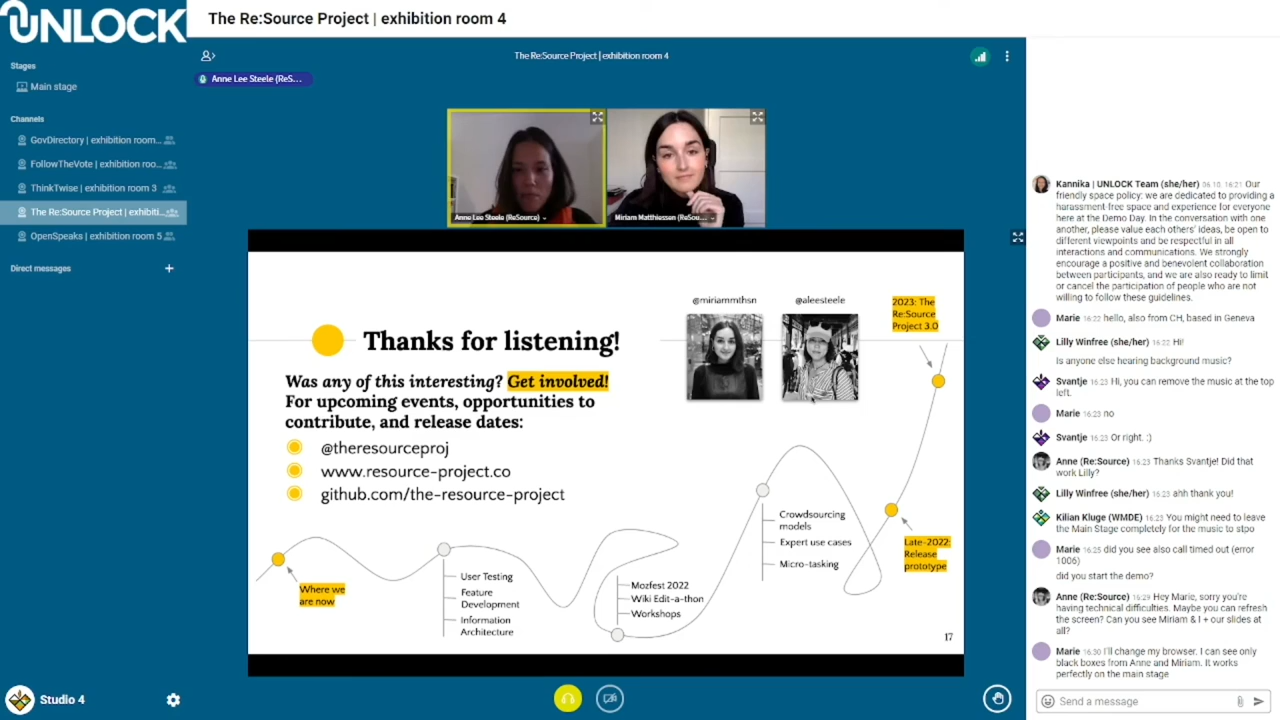 UNLOCK
The Re:Source Project | exhibition room 4
Stages
Main stage
Channels
GovDirectory | exhibition room...
FollowTheVote | exhibition roo...
ThinkTwise | exhibition room 3
The Re:Source Project | exhibiti...
OpenSpeaks | exhibition room 5
Direct messages
Studio 4
The Re:Source Project | exhibition room 4
Anne Lee Steele (ReS...
Anne Lee Steele (ReSource)
Miriam Matthiessen (ReSou...
Thanks for listening!
Was any of this interesting? Get involved!
For upcoming events, opportunities to
contribute, and release dates:
@theresourceproj
www.resource-project.co
github.com/the-resource-project
@miriammthsn
@aleesteele
2023: The
Re:Source
Project 3.0
Where we
are now
User Testing
Feature
Development
Information
Architecture
Mozfest 2022
Wiki Edit-a-thon
Workshops
Crowdsourcing
models
Expert use cases
Micro-tasking
Late-2022:
Release
prototype
17
Kannika | UNLOCK Team (she/her) 06.10, 16:21 Our
friendly space policy: we are dedicated to providing a
harassment-free space and experience for everyone
here at the Demo Day. In the conversation with one
another, please value each others' ideas, be open to
different viewpoints and be respectful in all
interactions and communications. We strongly
encourage a positive and benevolent collaboration
between participants, and we are also ready to limit
or cancel the participation of people who are not
willing to follow these guidelines.
Marie 16:22 hello, also from CH, based in Geneva
Lilly Winfree (she/her) 16:22 Hi!
Is anyone else hearing background music?
Svantje 16:23 Hi, you can remove the music at the top
left.
Marie 16:23 no
Svantje 16:23 Or right. :)
Anne (Re:Source) 16:23 Thanks Svantje! Did that
work Lilly?
Lilly Winfree (she/her) 16:23 ahh thank you!
Kilian Kluge (WMDE) 16:23 You might need to leave
the Main Stage completely for the music to stpo
Marie 16:25 did you see also call timed out (error
1006)
did you start the demo?
Anne (Re:Source) 16:29 Hey Marie, sorry you're
having technical difficulties. Maybe you can refresh
the screen? Can you see Miriam & I + our slides at
all?
Marie 16:30 I'll change my browser. I can see only
black boxes from Anne and Miriam. It works
perfectly on the main stage
Send a message